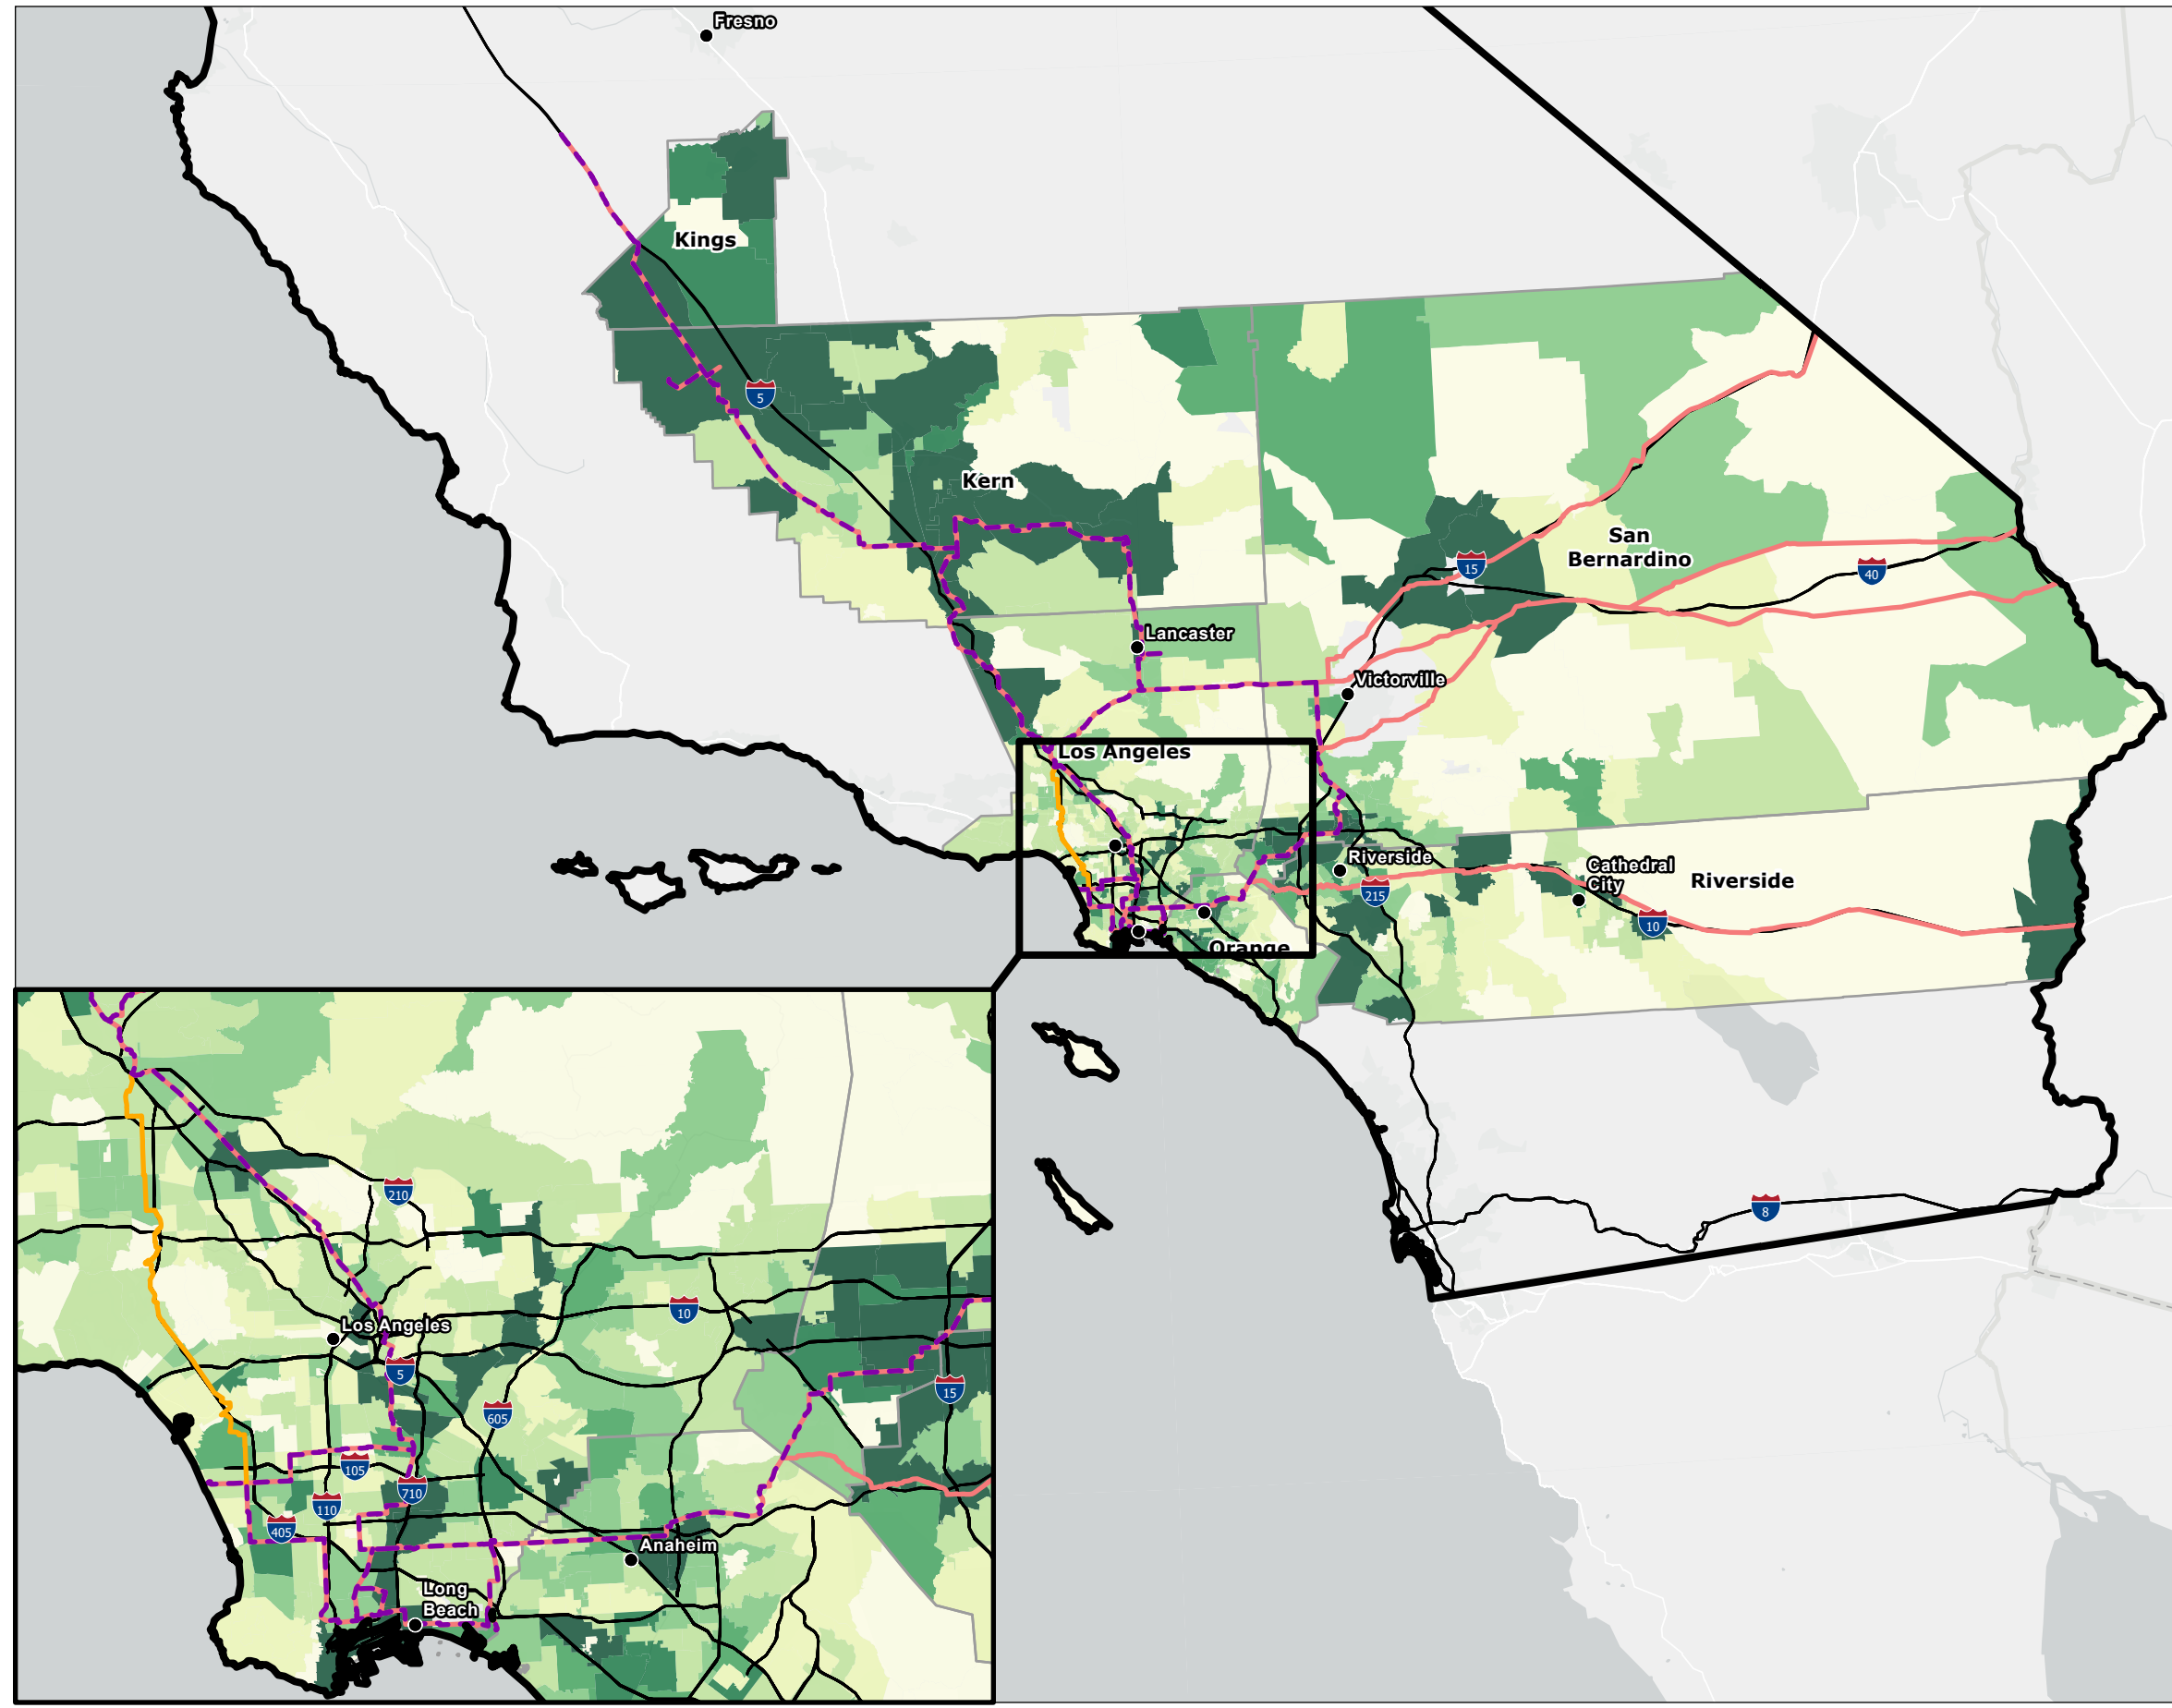 Fresno
Kings
5
Kern
San
Bernardino
15
40
Lancaster
Victorville
Los Angeles
Riverside
Cathedral
City
Riverside
215
10
Orange
8
210
10
Los Angeles
5
15
605
105
710
110
405
Anaheim
Long
Beach